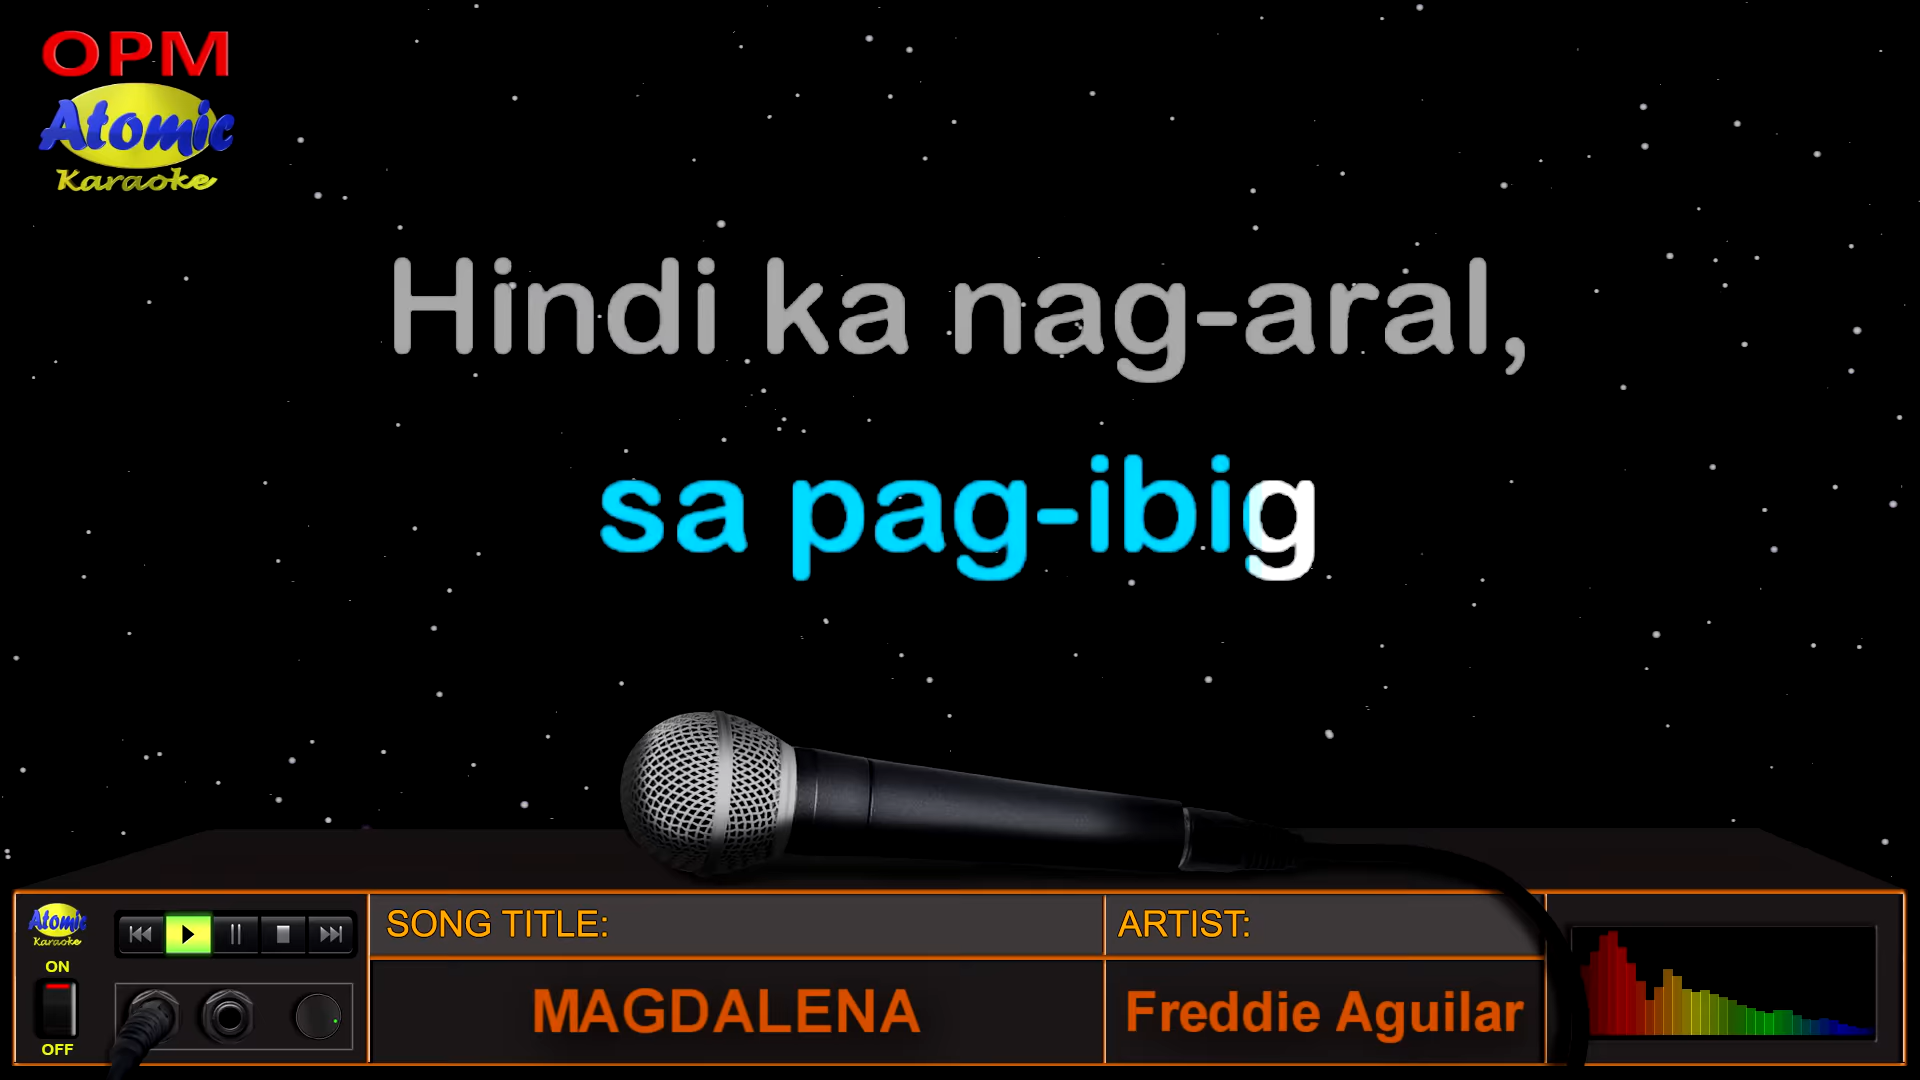 OPM
Atomic
Karaoke
Hindi ka nag-aral,
sa pag-ibig
Atomic
Karaoke
ON
OFF
SONG TITLE:
MAGDALENA
ARTIST:
Freddie Aguilar